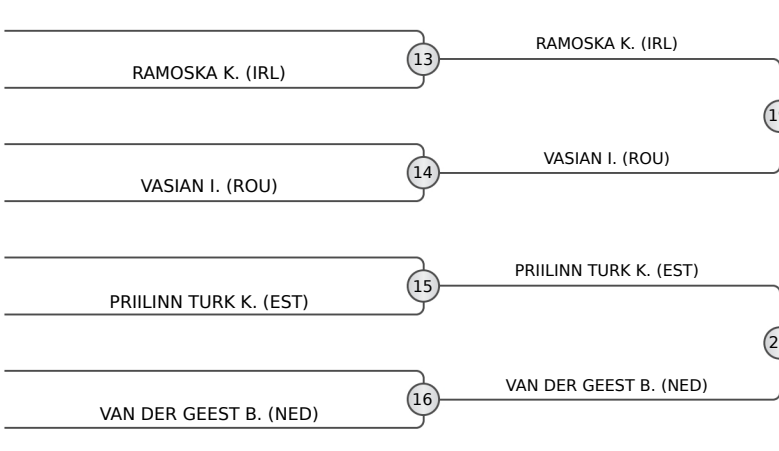 RAMOSKA K. (IRL)
13
RAMOSKA K. (IRL)
VASIAN I. (ROU)
14
VASIAN I. (ROU)
PRIILINN TURK K. (EST)
15
PRIILINN TURK K. (EST)
VAN DER GEEST B. (NED)
16
VAN DER GEEST B. (NED)